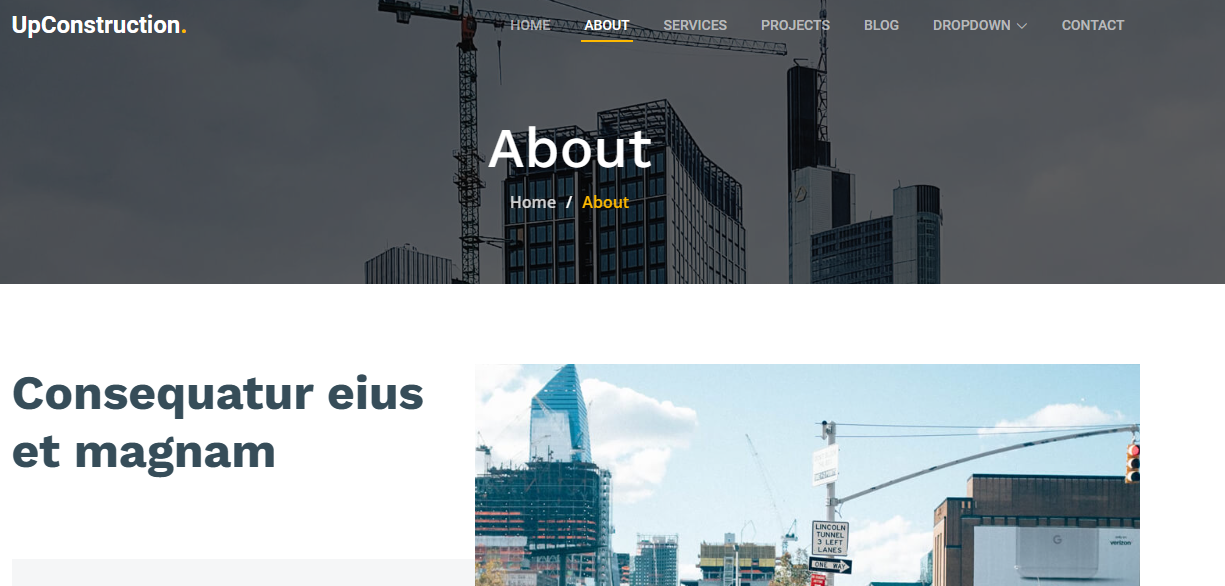 UpConstruction.
HOME ABOUT SERVICES PROJECTS BLOG DROPDOWN CONTACT
About
Home / About
Consequatur eius
et magnam
LINCOLN
TUNNEL
3 LEFT
LANES
ONE WAY
G
verizon